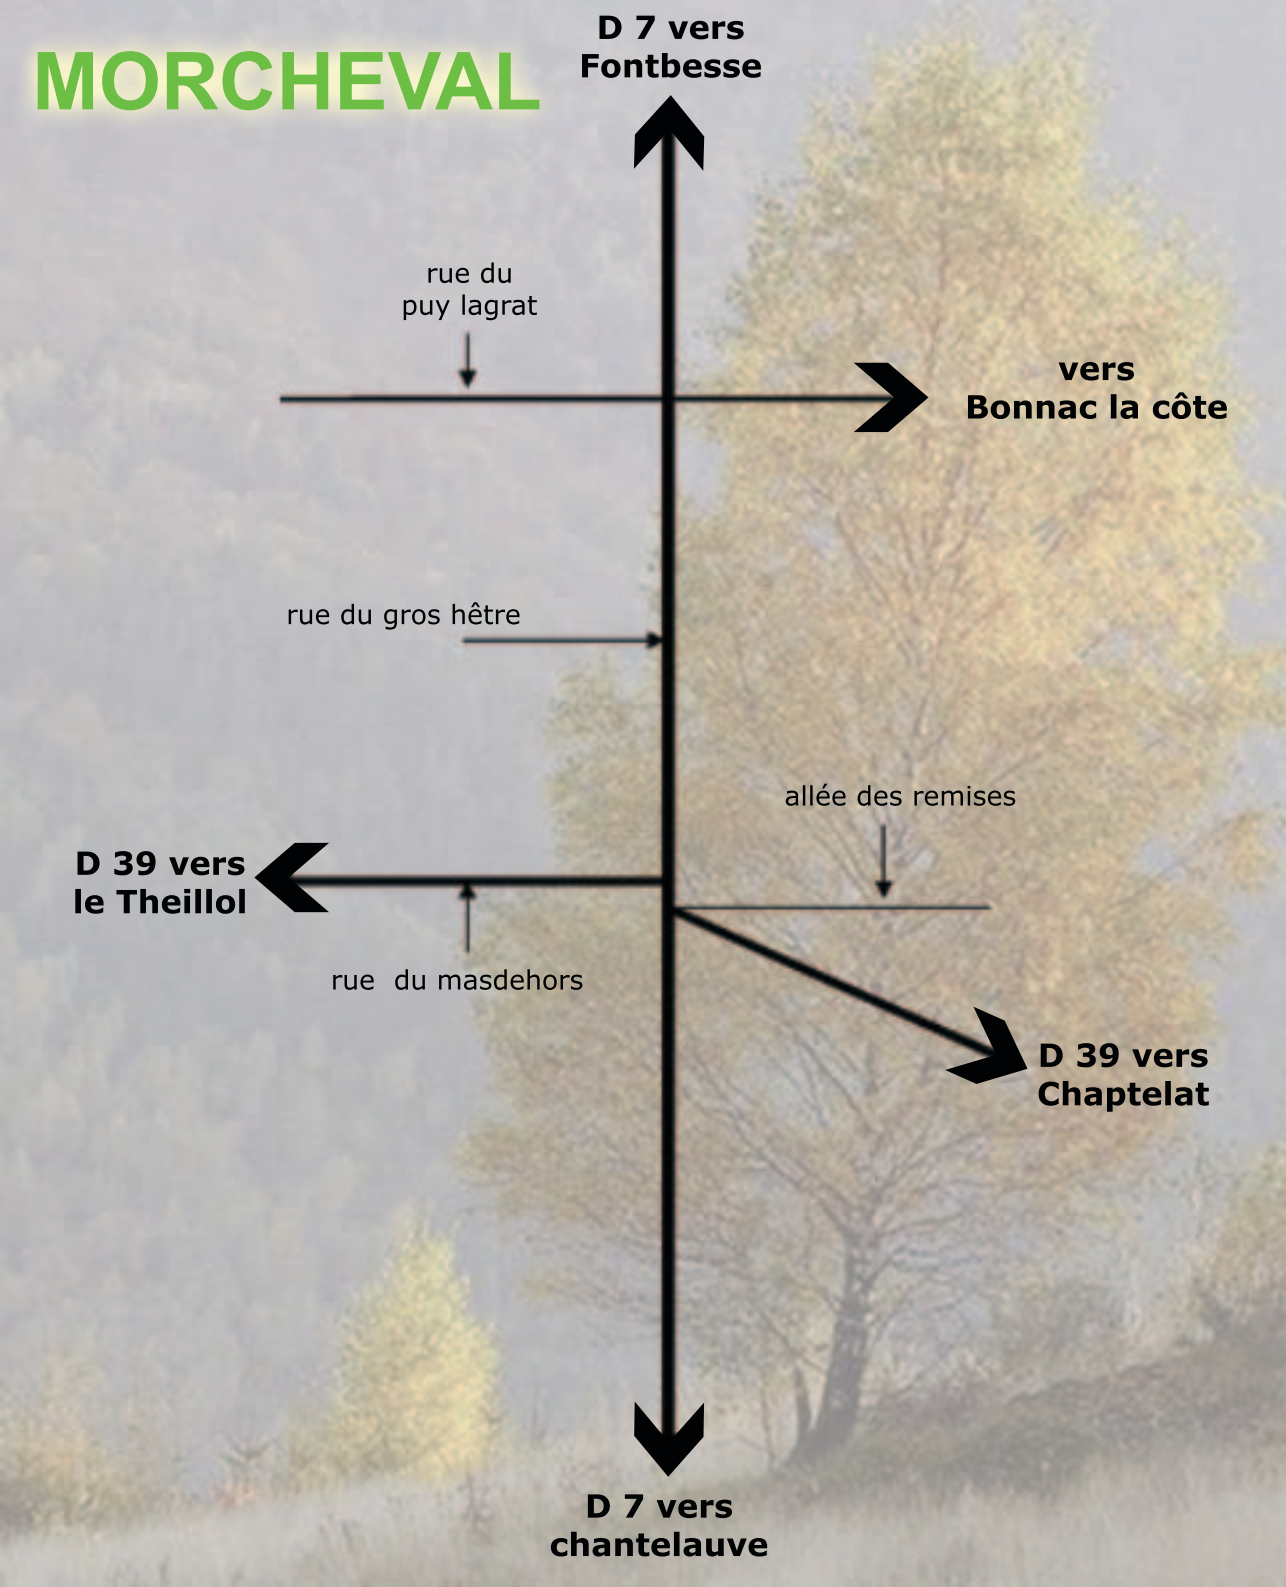 MORCHEVAL
D 7 vers
Fontbesse
rue du
puy lagrat
vers
Bonnac la côte
rue du gros hêtre
allée des remises
D 39 vers
le Theillol
rue du masdehors
D 39 vers
Chaptelat
D 7 vers
chantelauve